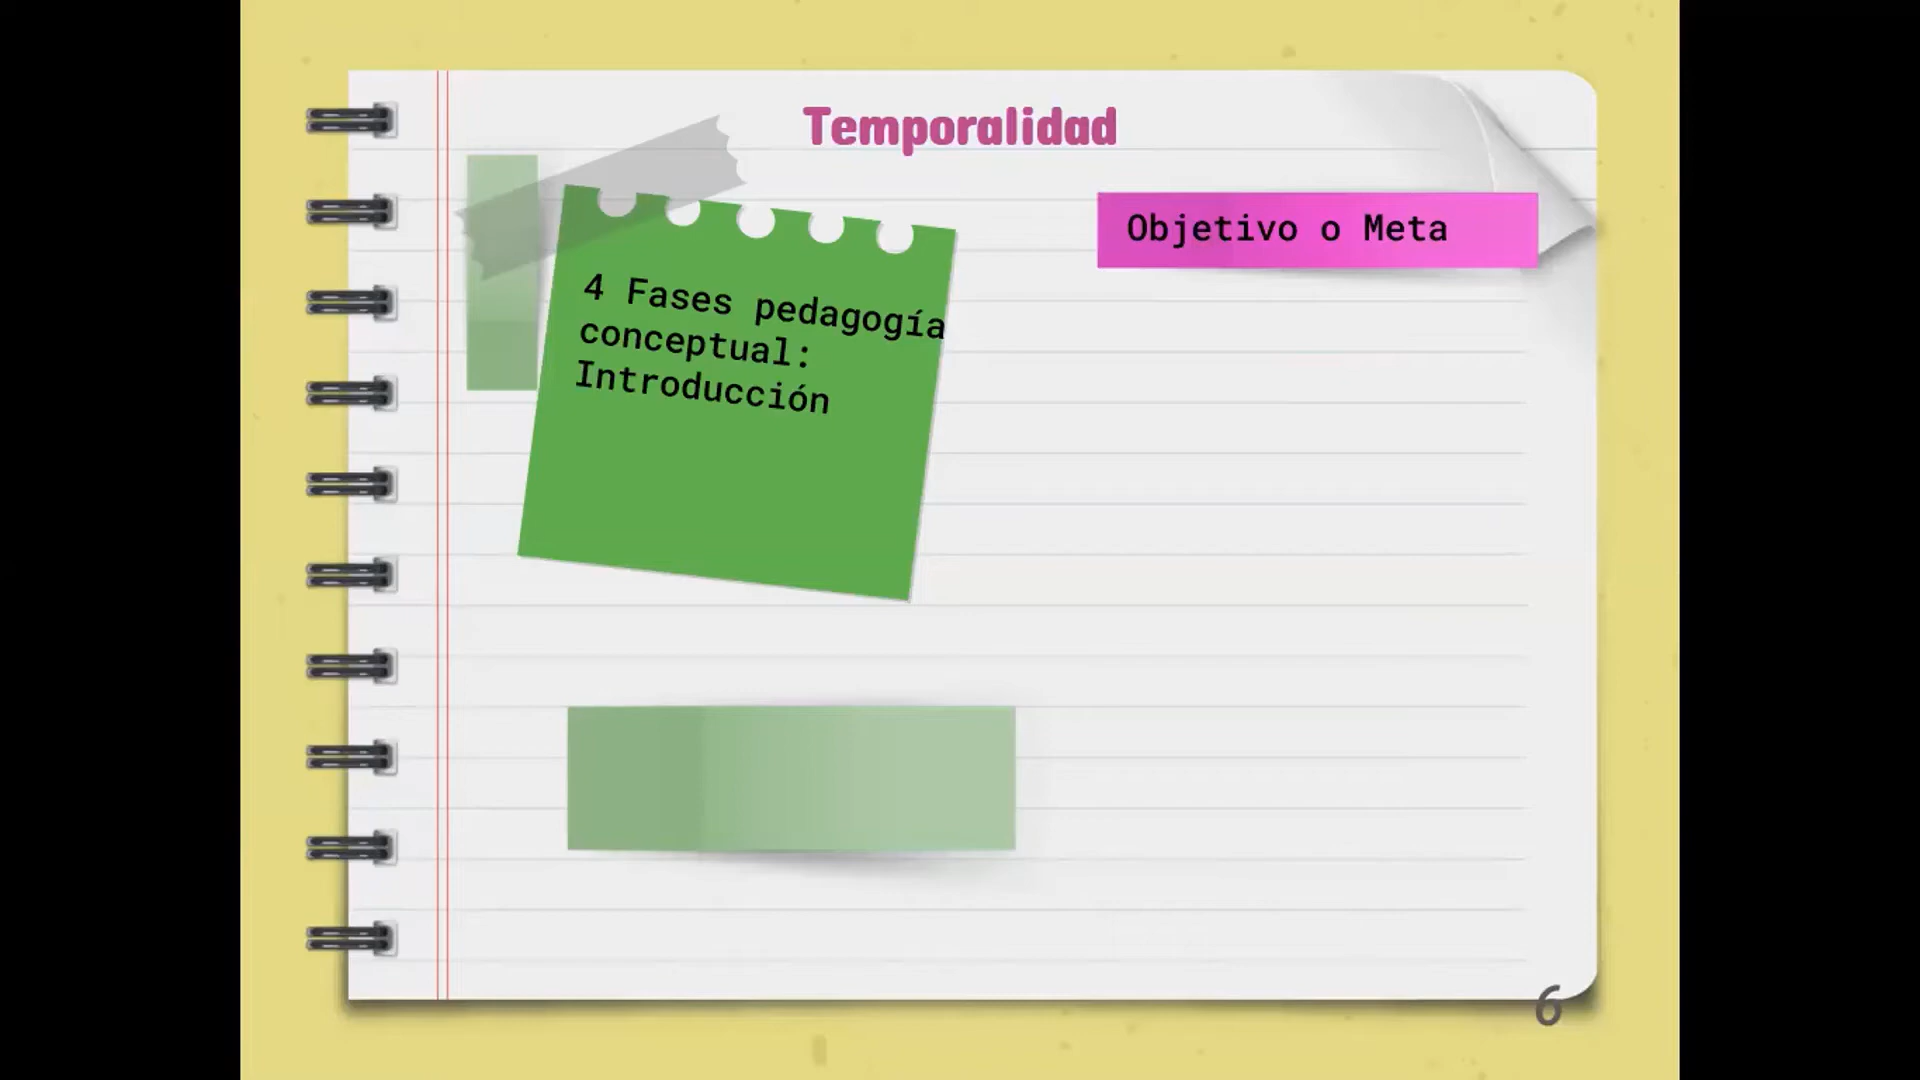 Temporalidad
Objetivo o Meta
4 Fases pedagogía
conceptual:
Introducción
6